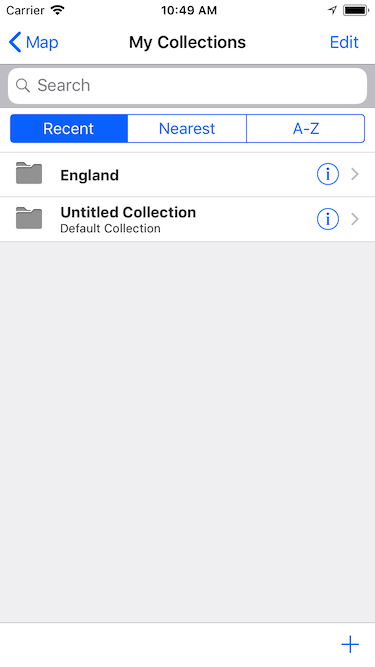 Carrier 10:49 AM
Map My Collections Edit
Search
Recent Nearest A-Z
England
Untitled Collection
Default Collection